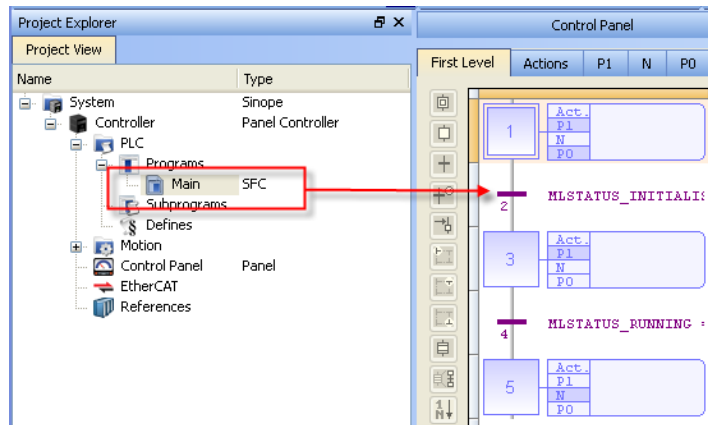 Project Explorer
Project View
Name Type
System Sinope
Controller Panel Controller
PLC
Programs
Main SFC
Subprograms
Defines
Motion
Control Panel Panel
EtherCAT
References
Control Panel
First Level Actions P1 N P0
1 Act.
P1
N
P0
2 MLSTATUS_INITIALIS
3 Act.
P1
N
P0
4 MLSTATUS_RUNNING =
5 Act.
P1
N
P0